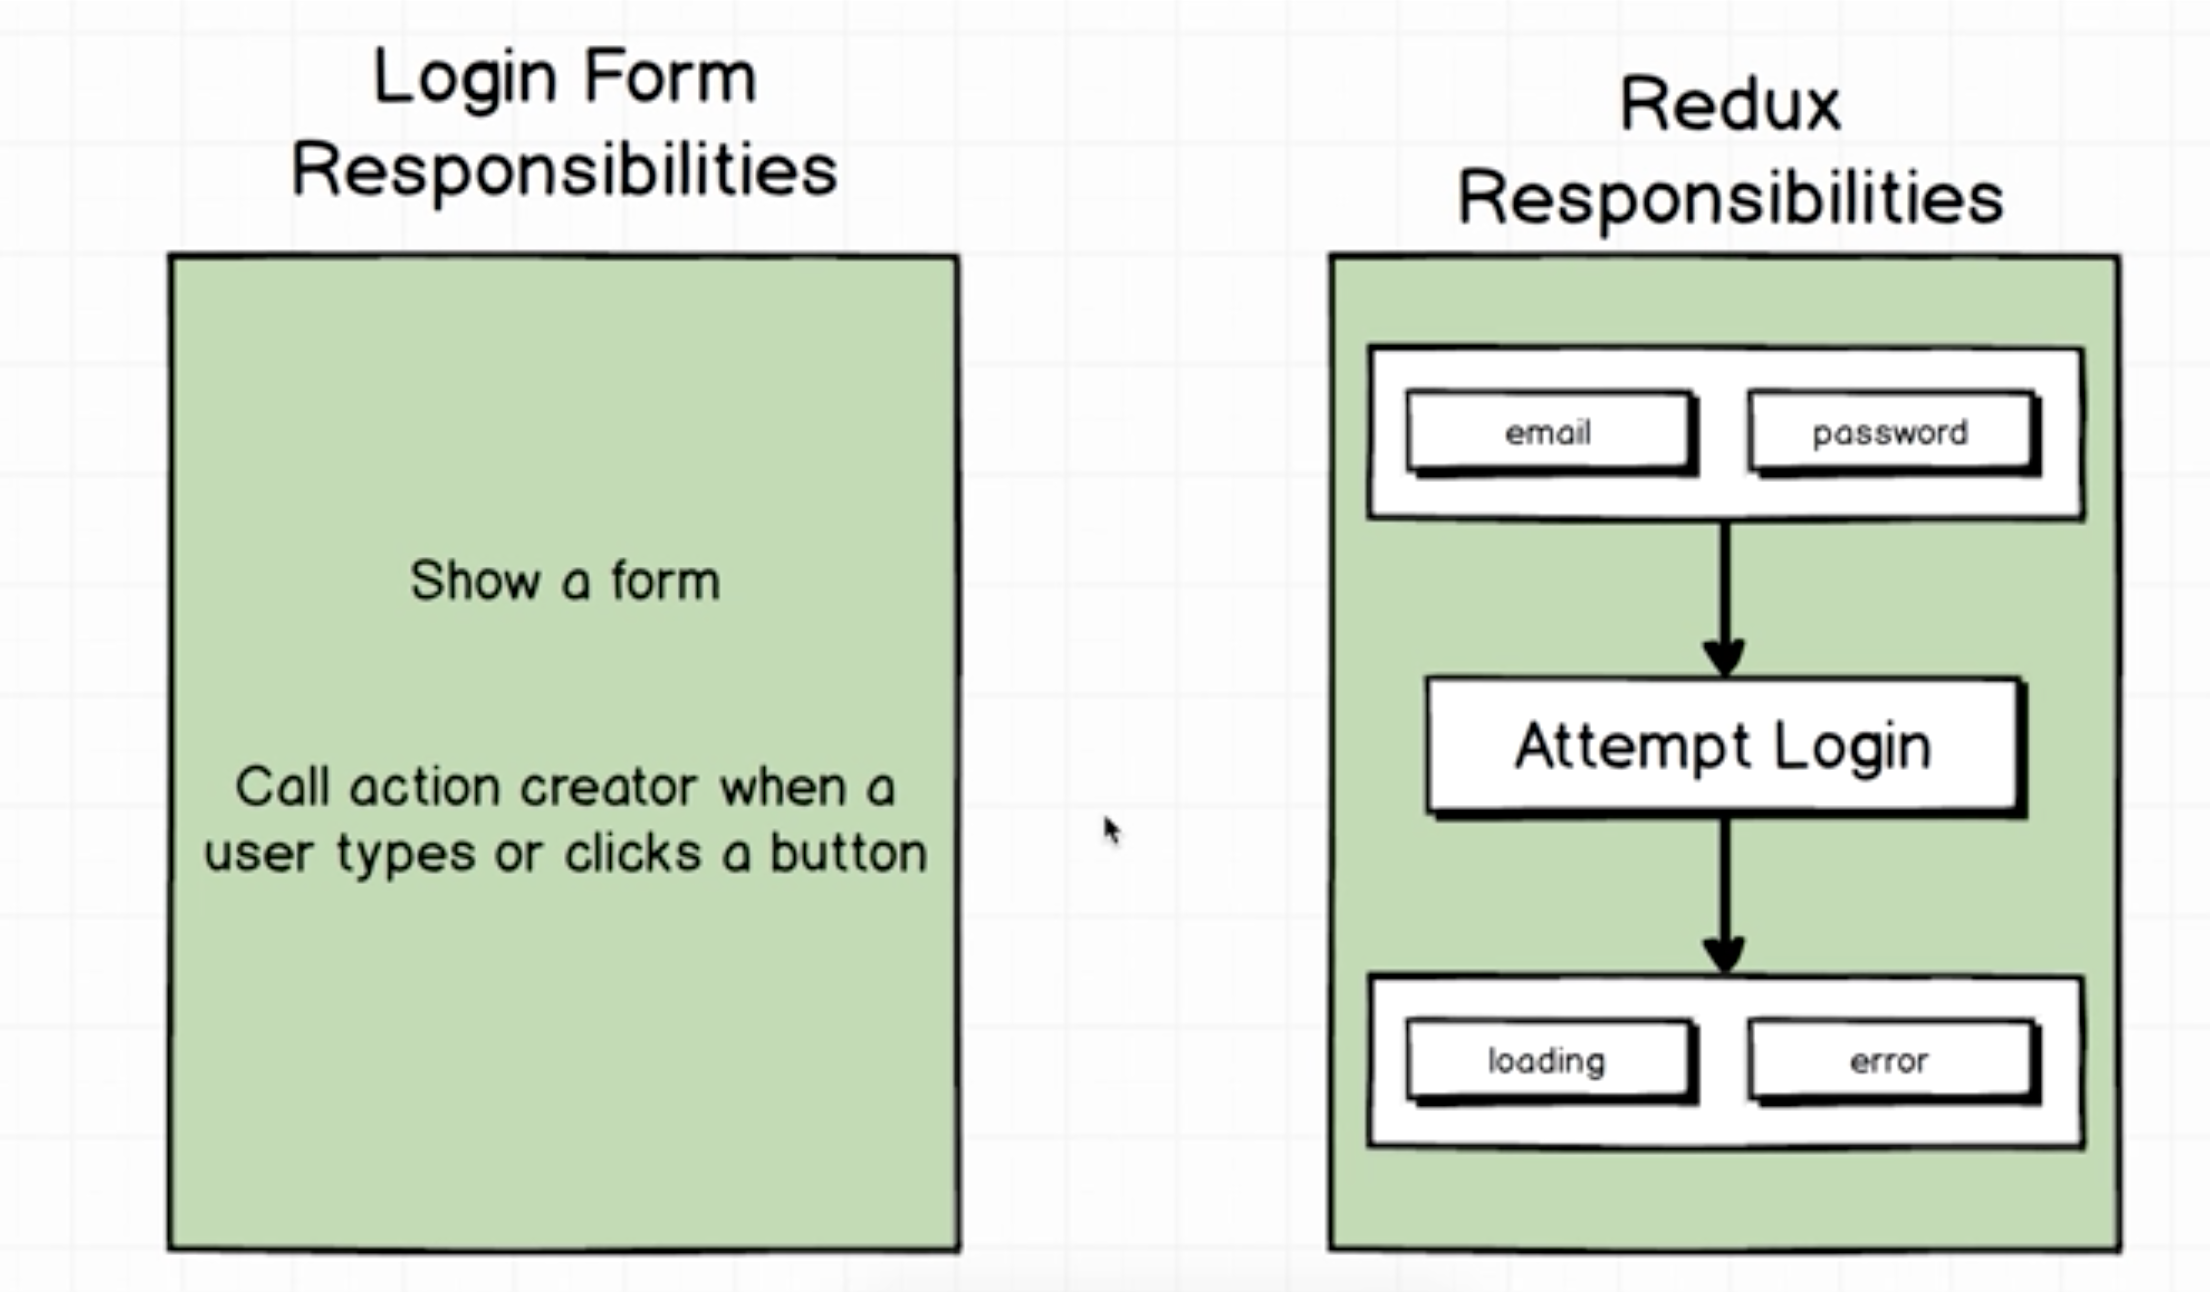 Login Form
Responsibilities
Show a form
Call action creator when a
user types or clicks a button
Redux
Responsibilities
email
password
Attempt Login
loading
error